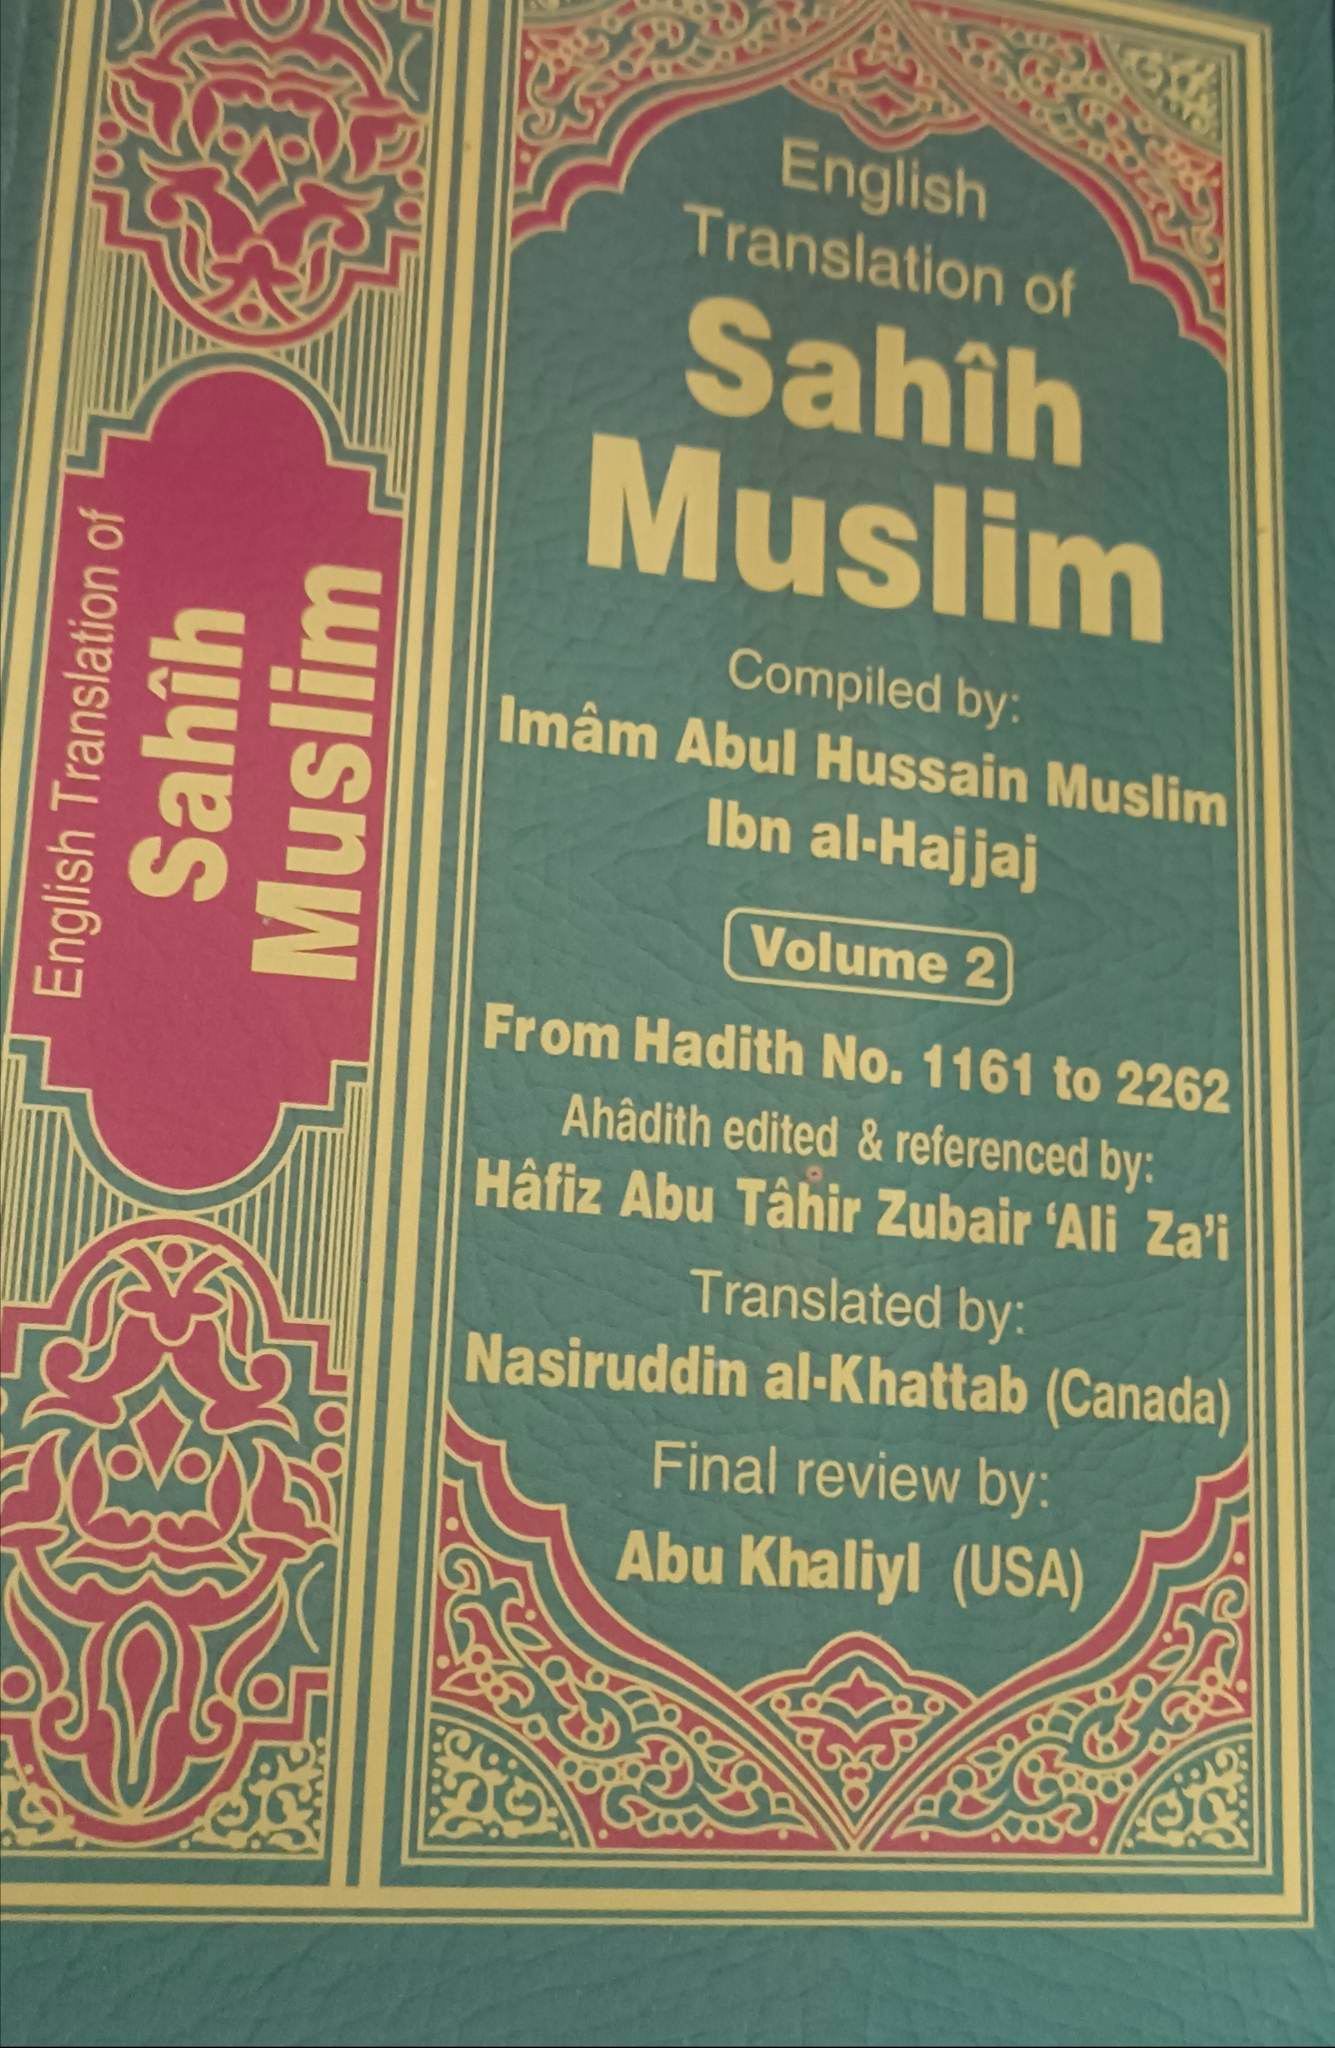 English Translation of
Sahîh
Muslim
English
Translation of
Sahîh
Muslim
Compiled by:
Imâm Abul Hussain Muslim
Ibn al-Hajjaj
Volume 2
From Hadith No. 1161 to 2262
Ahâdith edited & referenced by:
Hâfiz Abu Tâhir Zubair ‘Ali Za’i
Translated by:
Nasiruddin al-Khattab (Canada)
Final review by:
Abu Khaliyl (USA)